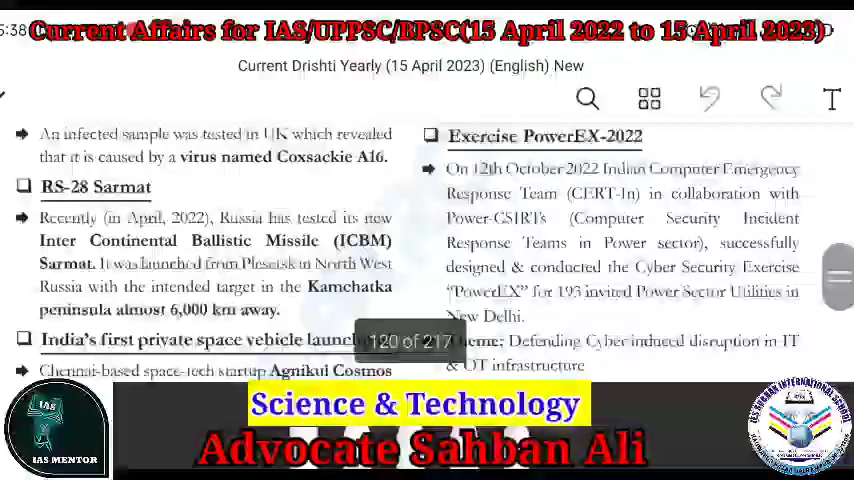 5:38
Current Affairs for IAS/UPPSC/BPSC(15 April 2022 to 15 April 2023)
Current Drishti Yearly (15 April 2023) (English) New
T
An infected sample was tested in UK which revealed
that it is caused by a virus named Coxsackie A16.
RS-28 Sarmat
Recently (in April, 2022), Russia has tested its new
Inter Continental Ballistic Missile (ICBM)
Sarmat. It was launched from Plesetsk in North West
Russia with the intended target in the Kamchatka
peninsula almost 6,000 km away.
India's first private space vehicle launch
Chennai-based space-tech startup Agnikul Cosmos
Exercise PowerEX-2022
On 12th October 2022 Indian Computer Emergency
Response Team (CERT-In) in collaboration with
Power-CSIRTs (Computer Security Incident
Response Teams in Power sector), successfully
designed & conducted the Cyber Security Exercise
“PowerEX” for 193 invited Power Sector Utilities in
New Delhi.
Theme: Defending Cyber induced disruption in IT
& OT infrastructure
120 of 217
Science & Technology
Advocate Sahban Ali
IAS
IAS MENTOR